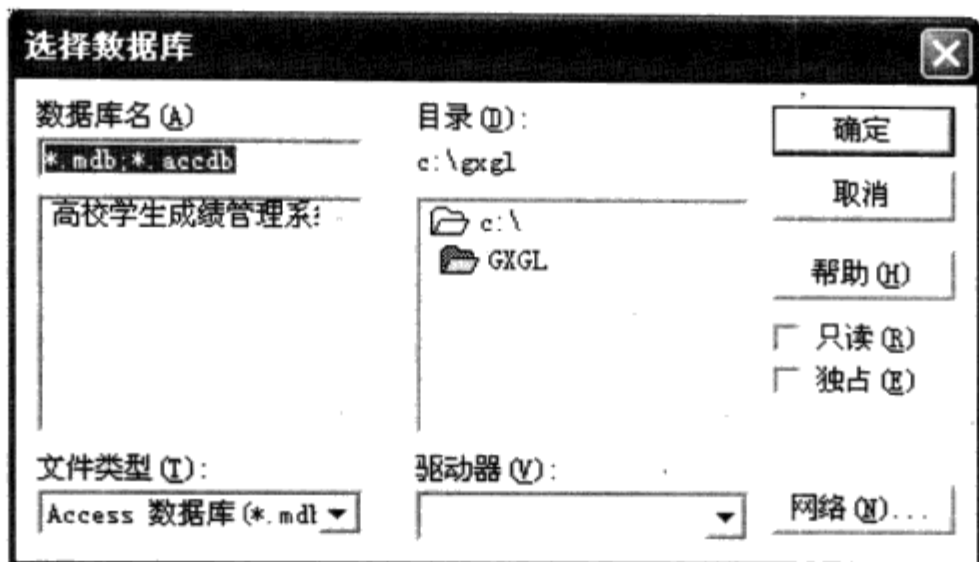 选择数据库
数据库名(A)
*.mdb;*.accdb
高校学生成绩管理系
文件类型(T):
Access 数据库(*.mdb
目录(D):
c:\gxgl
c:\
GXGL
驱动器(V):
确定
取消
帮助(H)
只读(R)
独占(E)
网络(N)...